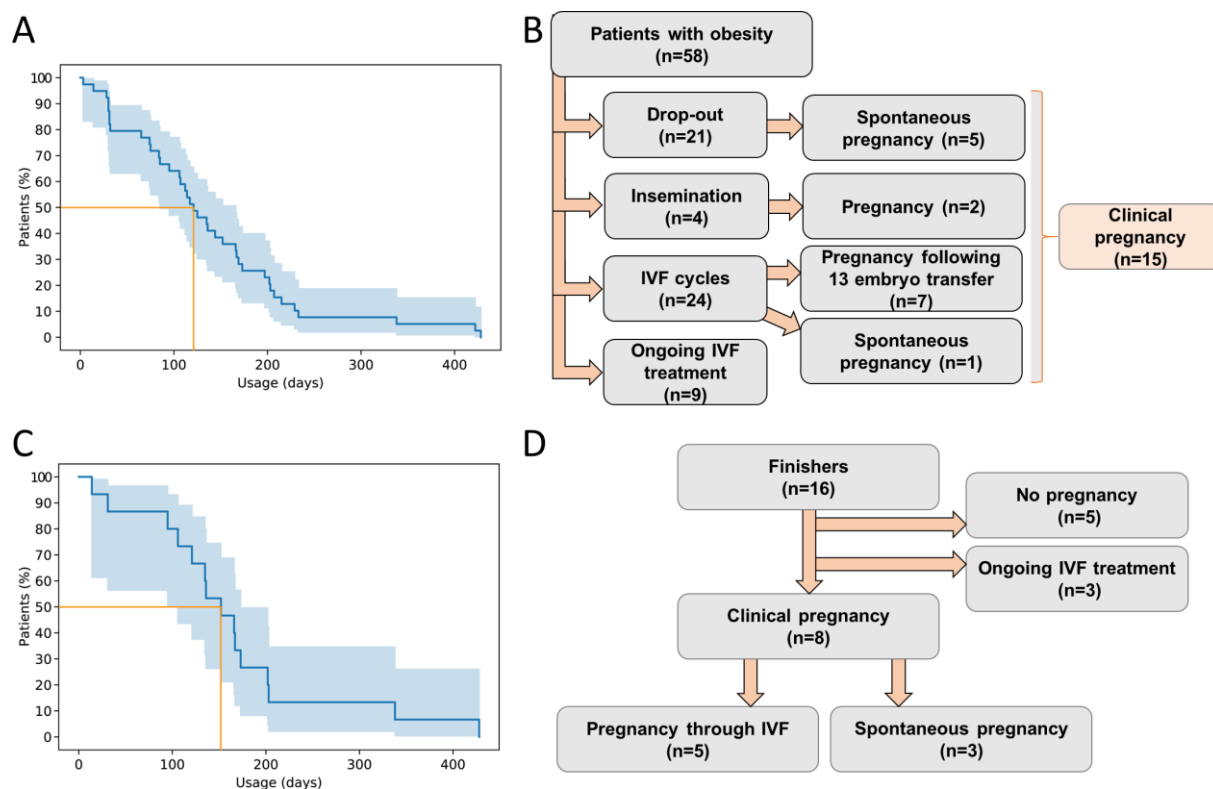 A
Patients (%)
100
90
80
70
60
50
40
30
20
10
0
0 100 200 300 400
Usage (days)
B
Patients with obesity
(n=58)
Drop-out
(n=21)
Spontaneous
pregnancy (n=5)
Insemination
(n=4)
Pregnancy (n=2)
IVF cycles
(n=24)
Pregnancy following
13 embryo transfer
(n=7)
Spontaneous
pregnancy (n=1)
Ongoing IVF
treatment
(n=9)
Clinical
pregnancy
(n=15)
C
Patients (%)
100
90
80
70
60
50
40
30
20
10
0
0 100 200 300 400
Usage (days)
D
Finishers
(n=16)
No pregnancy
(n=5)
Ongoing IVF treatment
(n=3)
Clinical pregnancy
(n=8)
Pregnancy through IVF
(n=5)
Spontaneous pregnancy
(n=3)